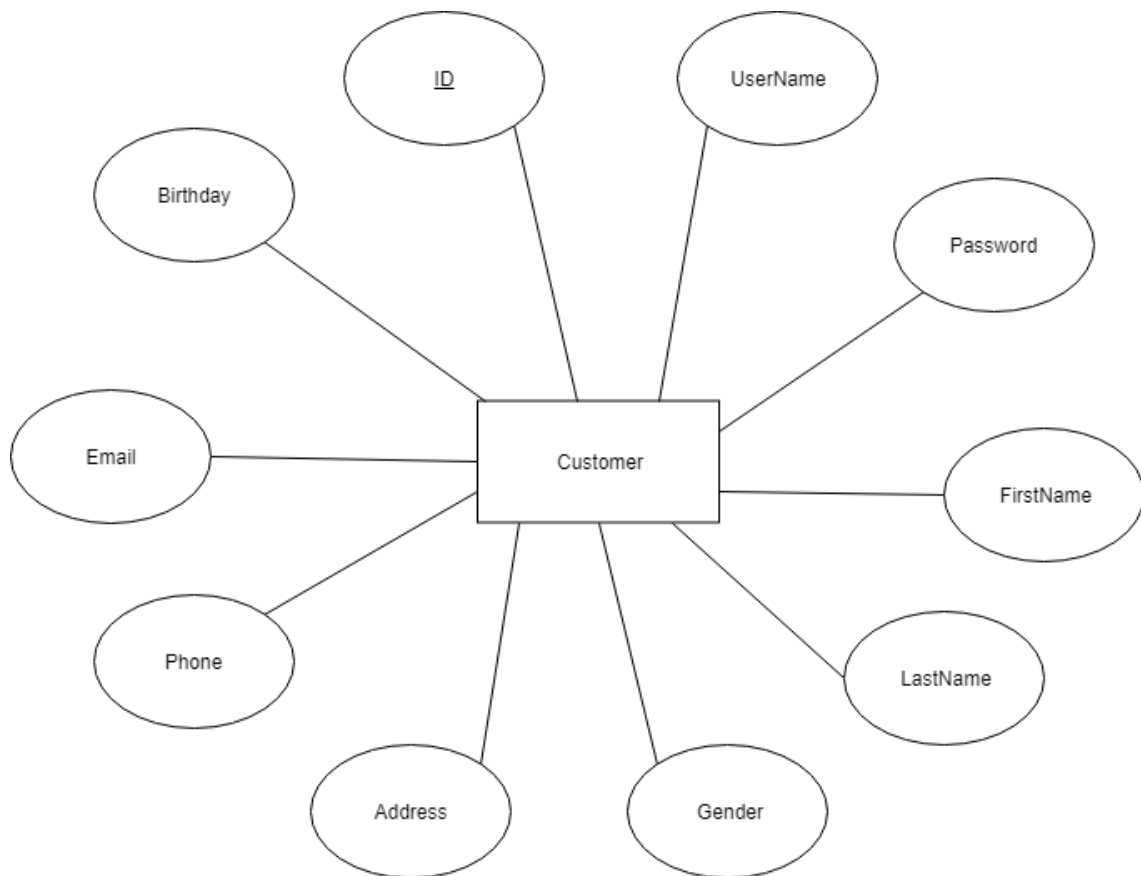 ID
UserName
Birthday
Password
Email
Customer
FirstName
Phone
LastName
Address
Gender